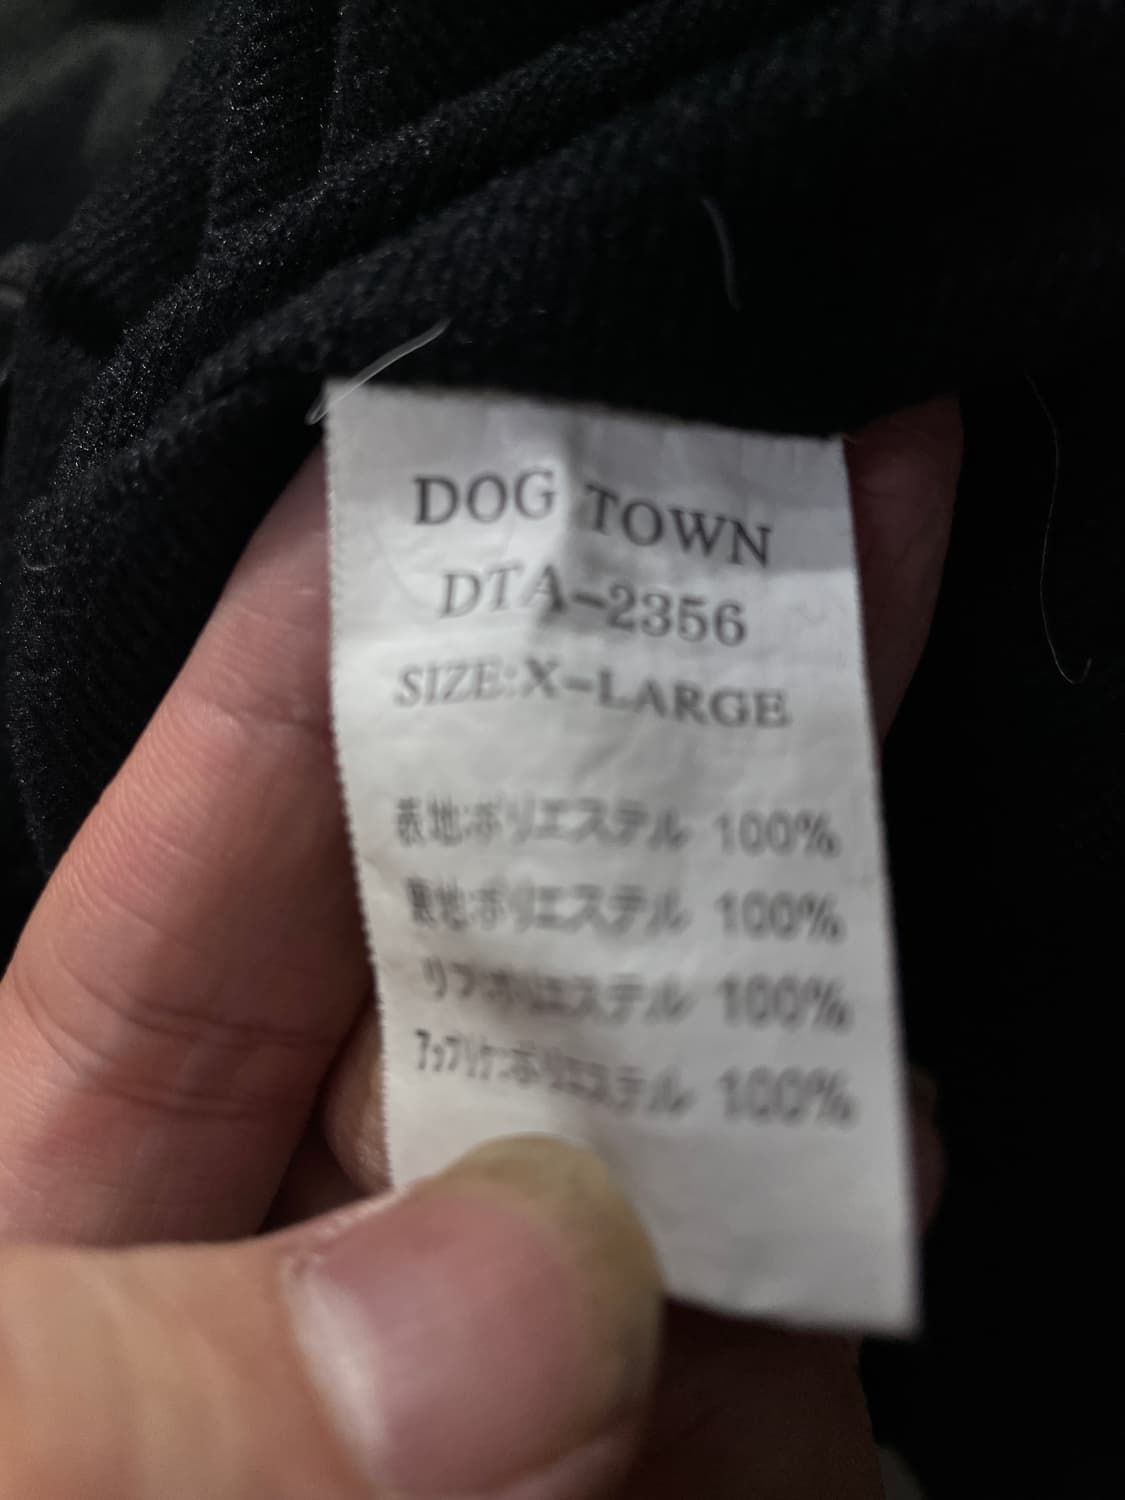 DOG TOWN
DTA-2356
SIZE:X-LARGE
表地:ポリエステル 100%
裏地:ポリエステル 100%
リブ:ポリエステル 100%
アップリケ:ポリエステル 100%